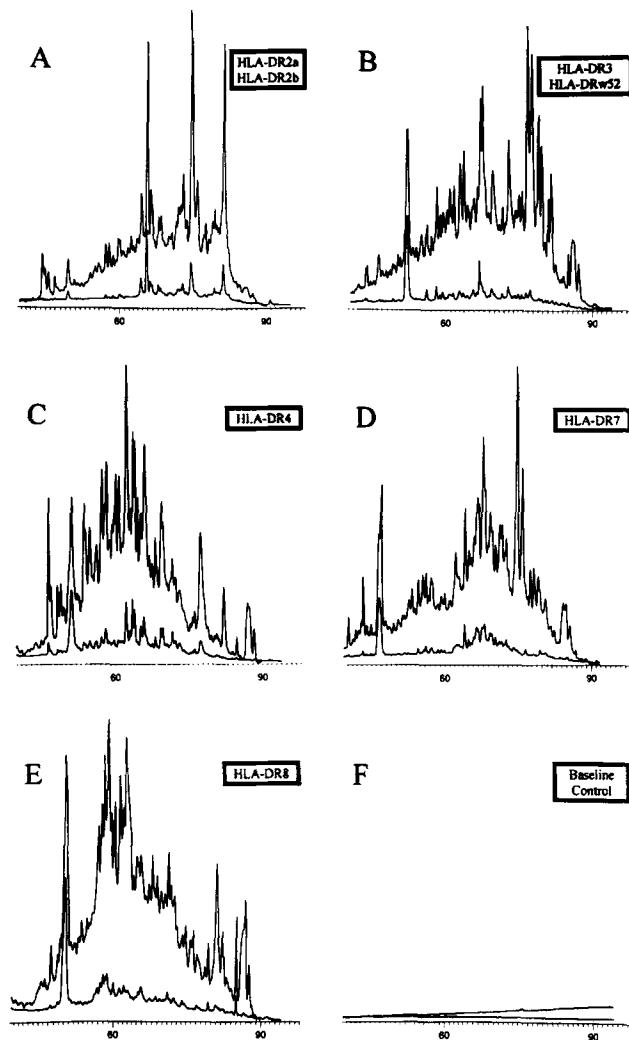 A
HLA-DR2a
HLA-DR2b
60
90
B
HLA-DR3
HLA-DRw52
60
90
C
HLA-DR4
60
90
D
HLA-DR7
60
90
E
HLA-DR8
60
90
F
Baseline
Control
60
90